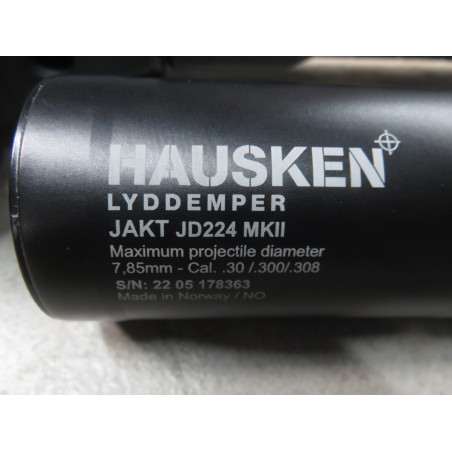 HAUSKEN
LYDDEMPER
JAKT JD224 MKII
Maximum projectile diameter
7,85mm - Cal. .30 /.300/.308
S/N: 22 05 178363
Made in Norway / NO